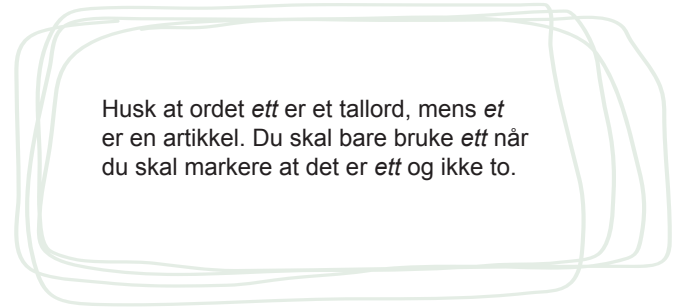 Husk at ordet ett er et tallord, mens et
er en artikkel. Du skal bare bruke ett når
du skal markere at det er ett og ikke to.